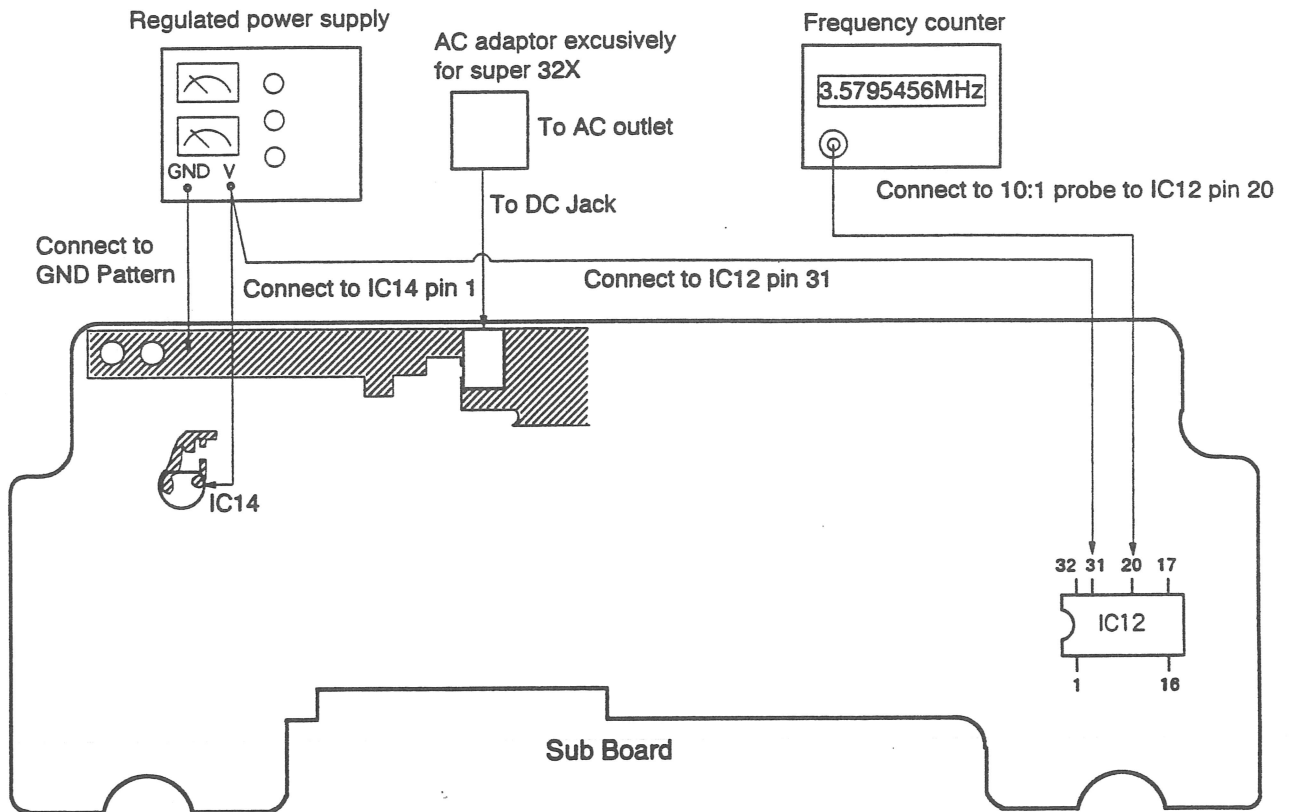 Regulated power supply
GND V
AC adaptor excusively
for super 32X
To AC outlet
To DC Jack
Frequency counter
3.5795456MHz
Connect to 10:1 probe to IC12 pin 20
Connect to
GND Pattern
Connect to IC14 pin 1
Connect to IC12 pin 31
IC14
32 31 20 17
IC12
1 16
Sub Board